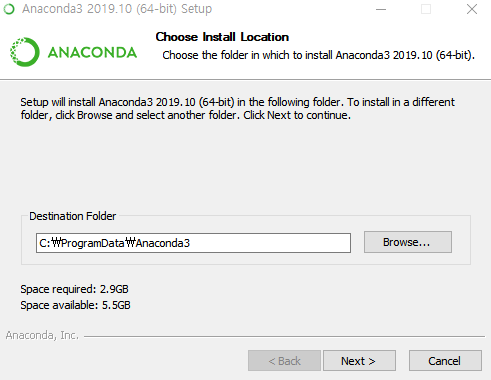 Anaconda3 2019.10 (64-bit) Setup
ANACONDA
Choose Install Location
Choose the folder in which to install Anaconda3 2019.10 (64-bit).
Setup will install Anaconda3 2019.10 (64-bit) in the following folder. To install in a different
folder, click Browse and select another folder. Click Next to continue.
Destination Folder
C:₩ProgramData₩Anaconda3
Browse...
Space required: 2.9GB
Space available: 5.5GB
Anaconda, Inc.
< Back
Next >
Cancel